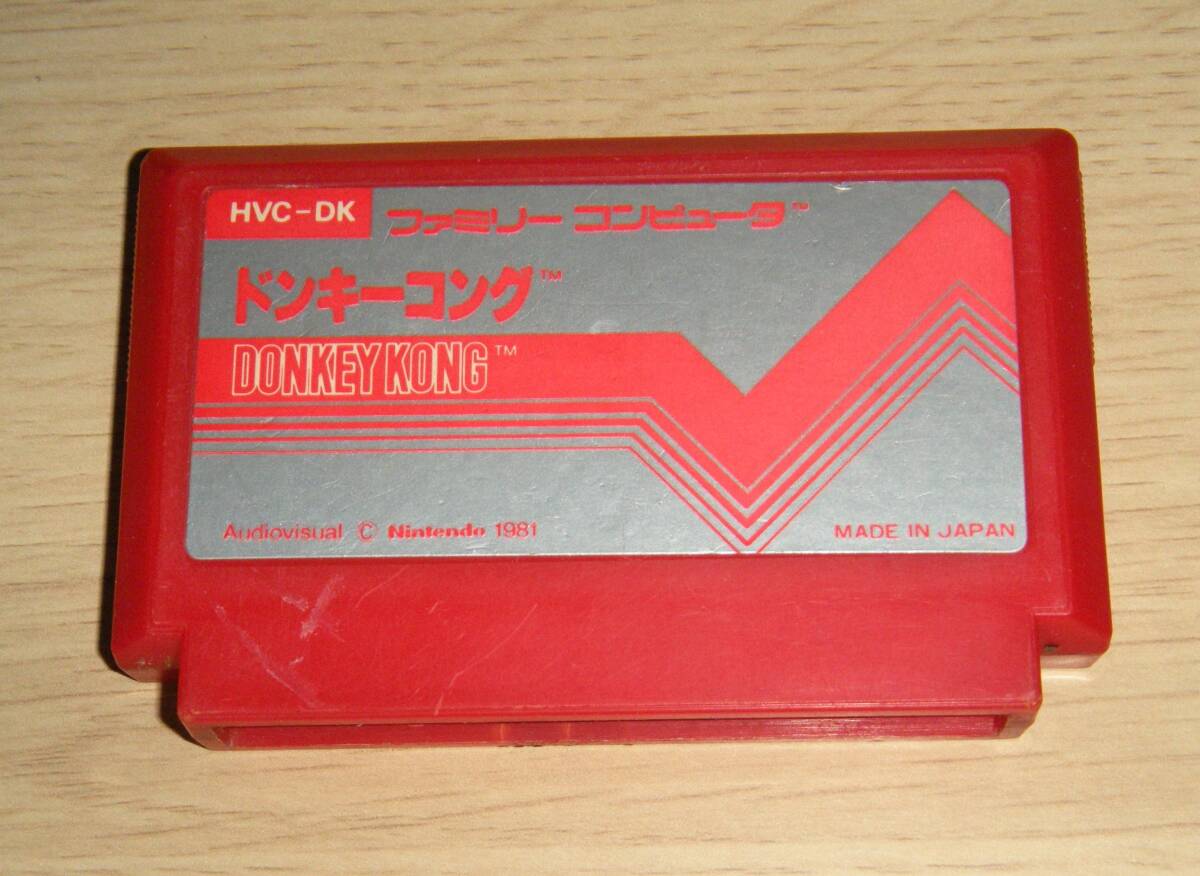 HVC-DK
ファミリー コンピュータ™
ドンキーコング™
DONKEY KONG™
Audiovisual © Nintendo 1981
MADE IN JAPAN